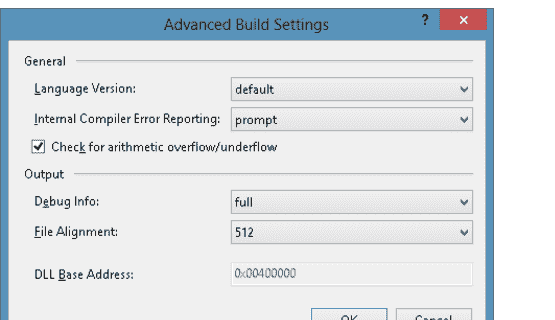 Advanced Build Settings
?
General
Language Version: default
Internal Compiler Error Reporting: prompt
Check for arithmetic overflow/underflow
Output
Debug Info: full
File Alignment: 512
DLL Base Address: 0x00400000
OK Cancel